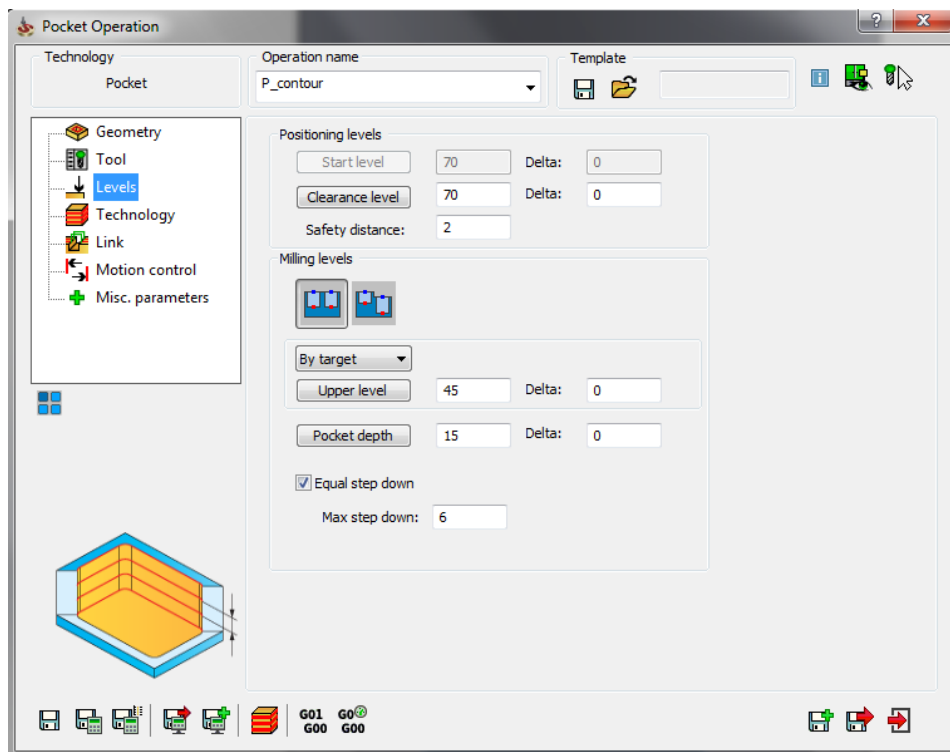 Pocket Operation
Technology
Pocket
Operation name
P_contour
Template
Geometry
Tool
Levels
Technology
Link
Motion control
Misc. parameters
Positioning levels
Start level 70 Delta: 0
Clearance level 70 Delta: 0
Safety distance: 2
Milling levels
By target
Upper level 45 Delta: 0
Pocket depth 15 Delta: 0
Equal step down
Max step down: 6
G01 G0
G00 G00